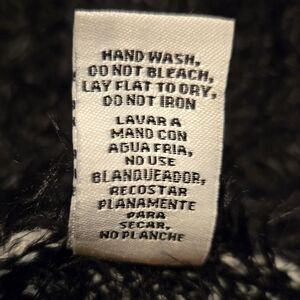 HAND WASH,
DO NOT BLEACH,
LAY FLAT TO DRY,
DO NOT IRON
LAVAR A
MANO CON
AGUA FRIA,
NO USE
BLANQUEADOR,
RECOSTAR
PLANAMENTE
PARA
SECAR,
NO PLANCHE